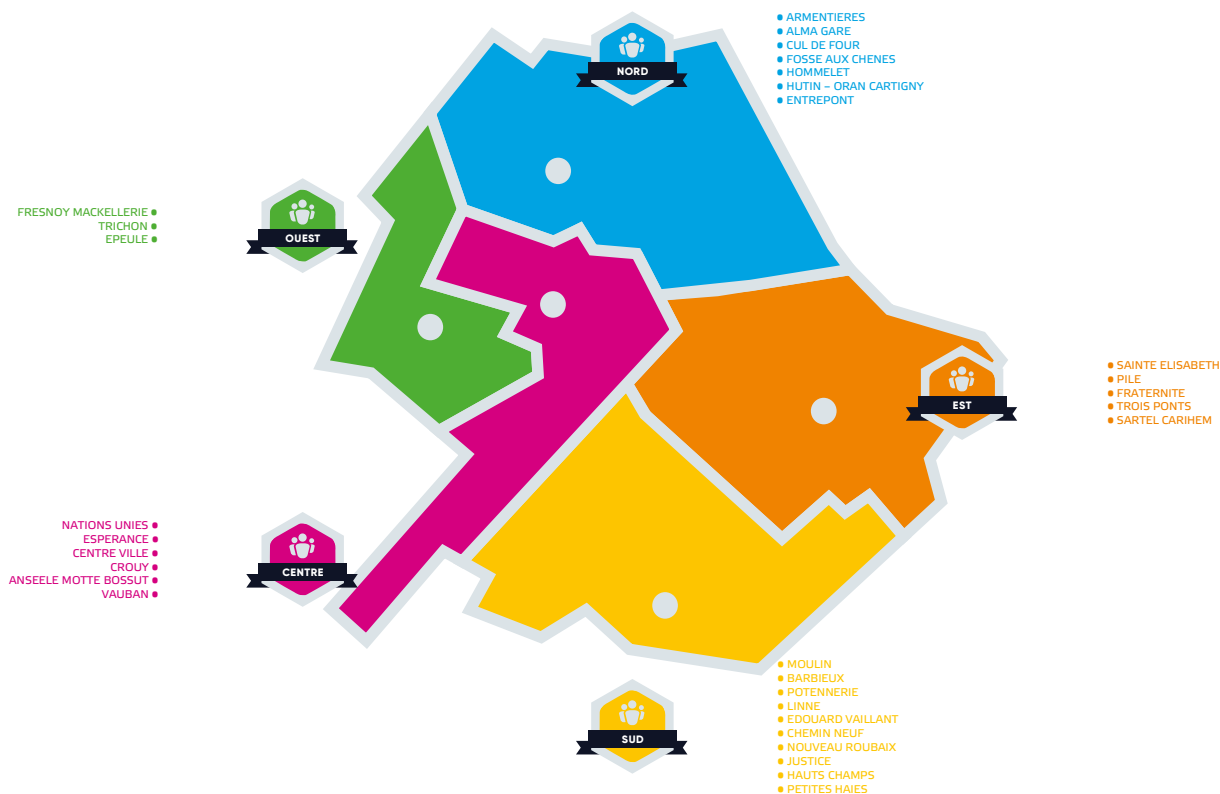 NORD
ARMENTIERES
ALMA GARE
CUL DE FOUR
FOSSE AUX CHENES
HOMMELET
HUTIN – ORAN CARTIGNY
ENTREPONT
FRESNOY MACKELLERIE
TRICHON
EPEULE
OUEST
EST
SAINTE ELISABETH
PILE
FRATERNITE
TROIS PONTS
SARTEL CARIHEM
NATIONS UNIES
ESPERANCE
CENTRE VILLE
CROUY
ANSEELE MOTTE BOSSUT
VAUBAN
CENTRE
SUD
MOULIN
BARBIEUX
POTENNERIE
LINNE
EDOUARD VAILLANT
CHEMIN NEUF
NOUVEAU ROUBAIX
JUSTICE
HAUTS CHAMPS
PETITES HAIES